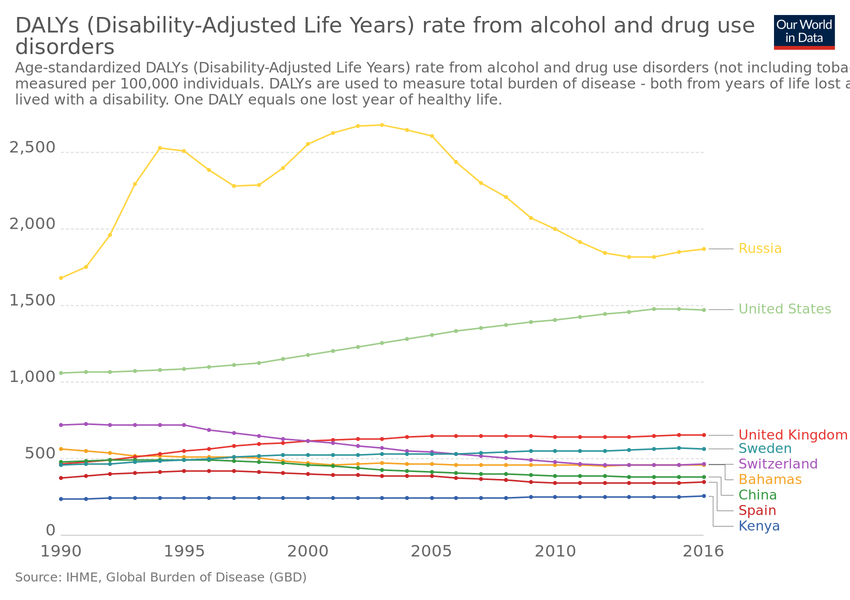 DALYs (Disability-Adjusted Life Years) rate from alcohol and drug use
disorders
Our World
in Data
Age-standardized DALYs (Disability-Adjusted Life Years) rate from alcohol and drug use disorders (not including
measured per 100,000 individuals. DALYs are used to measure total burden of disease - both from years of life lost
lived with a disability. One DALY equals one lost year of healthy life.
2,500
2,000
1,500
1,000
500
0
Russia
United States
United Kingdom
Sweden
Switzerland
Bahamas
China
Spain
Kenya
1990 1995 2000 2005 2010 2016
Source: IHME, Global Burden of Disease (GBD)